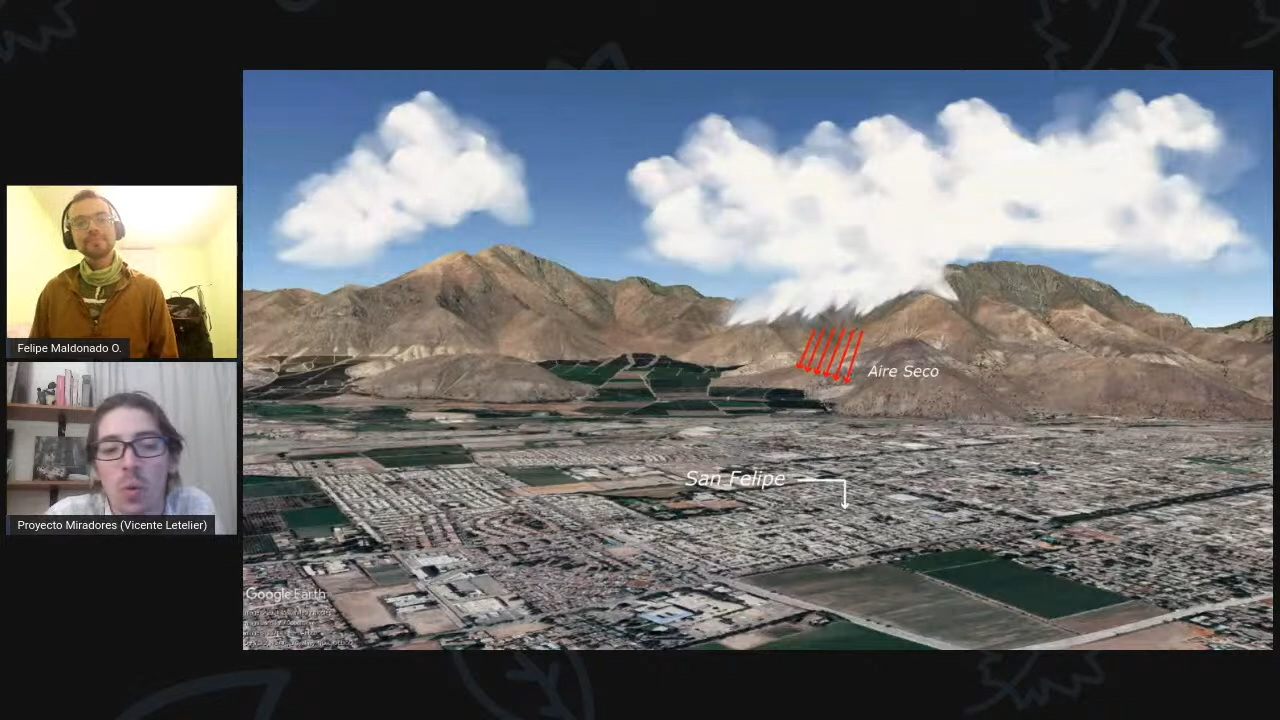 Felipe Maldonado O.
Proyecto Miradores (Vicente Letelier)
Aire Seco
San Felipe
Google Earth